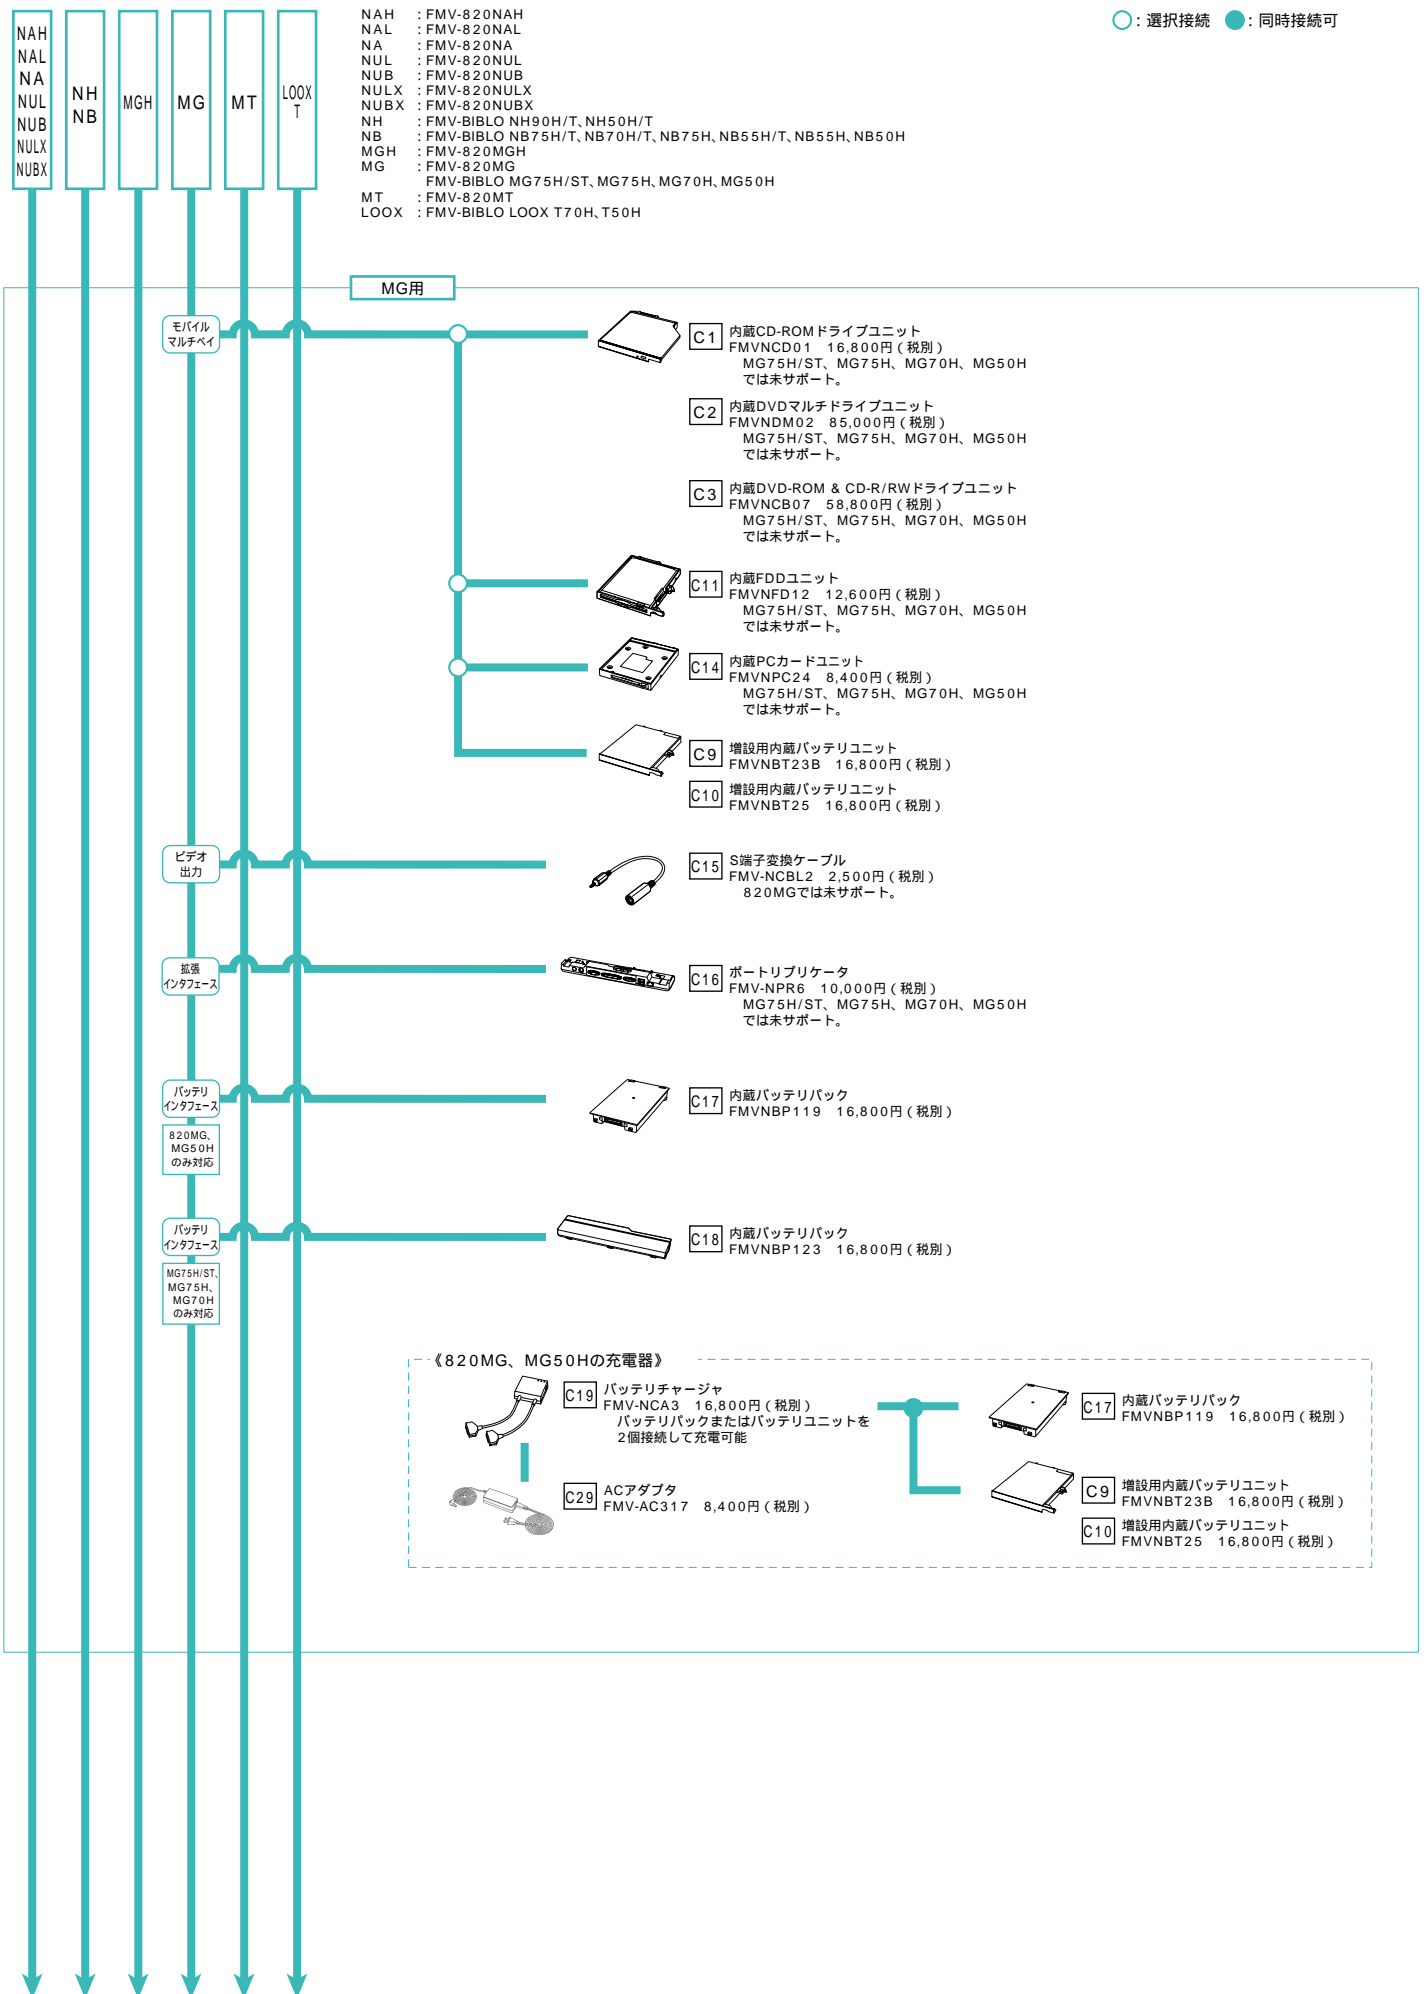 NAH
NAL
NA
NUL
NUB
NULX
NUBX
NH
NB
MGH
MG
MT
LOOX
T
NAH : FMV-820NAH
NAL : FMV-820NAL
NA : FMV-820NA
NUL : FMV-820NUL
NUB : FMV-820NUB
NULX : FMV-820NULX
NUBX : FMV-820NUBX
NH : FMV-BIBLO NH90H/T、NH50H/T
NB : FMV-BIBLO NB75H/T、NB70H/T、NB75H、NB55H/T、NB55H、NB50H
MGH : FMV-820MGH
MG : FMV-820MG
FMV-BIBLO MG75H/ST、MG75H、MG70H、MG50H
MT : FMV-820MT
LOOX : FMV-BIBLO LOOX T70H、T50H
○: 選択接続 ●: 同時接続可
MG用
モバイル
マルチベイ
C1 内蔵CD-ROMドライブユニット
FMVNCD01 16,800円(税別)
MG75H/ST、MG75H、MG70H、MG50H
では未サポート。
C2 内蔵DVDマルチドライブユニット
FMVNDM02 85,000円(税別)
MG75H/ST、MG75H、MG70H、MG50H
では未サポート。
C3 内蔵DVD-ROM & CD-R/RWドライブユニット
FMVNCB07 58,800円(税別)
MG75H/ST、MG75H、MG70H、MG50H
では未サポート。
C11 内蔵FDDユニット
FMVNFD12 12,600円(税別)
MG75H/ST、MG75H、MG70H、MG50H
では未サポート。
C14 内蔵PCカードユニット
FMVNPC24 8,400円(税別)
MG75H/ST、MG75H、MG70H、MG50H
では未サポート。
C9 増設用内蔵バッテリユニット
FMVNBT23B 16,800円(税別)
C10 増設用内蔵バッテリユニット
FMVNBT25 16,800円(税別)
ビデオ
出力
C15 S端子変換ケーブル
FMV-NCBL2 2,500円(税別)
820MGでは未サポート。
拡張
インタフェース
C16 ポートリプリケータ
FMV-NPR6 10,000円(税別)
MG75H/ST、MG75H、MG70H、MG50H
では未サポート。
バッテリ
インタフェース
820MG、
MG50H
のみ対応
C17 内蔵バッテリパック
FMVNBP119 16,800円(税別)
バッテリ
インタフェース
MG75H/ST、
MG75H、
MG70H
のみ対応
C18 内蔵バッテリパック
FMVNBP123 16,800円(税別)
《820MG、MG50Hの充電器》
C19 バッテリチャージャ
FMV-NCA3 16,800円(税別)
バッテリパックまたはバッテリユニットを
2個接続して充電可能
C29 ACアダプタ
FMV-AC317 8,400円(税別)
C17 内蔵バッテリパック
FMVNBP119 16,800円(税別)
C9 増設用内蔵バッテリユニット
FMVNBT23B 16,800円(税別)
C10 増設用内蔵バッテリユニット
FMVNBT25 16,800円(税別)